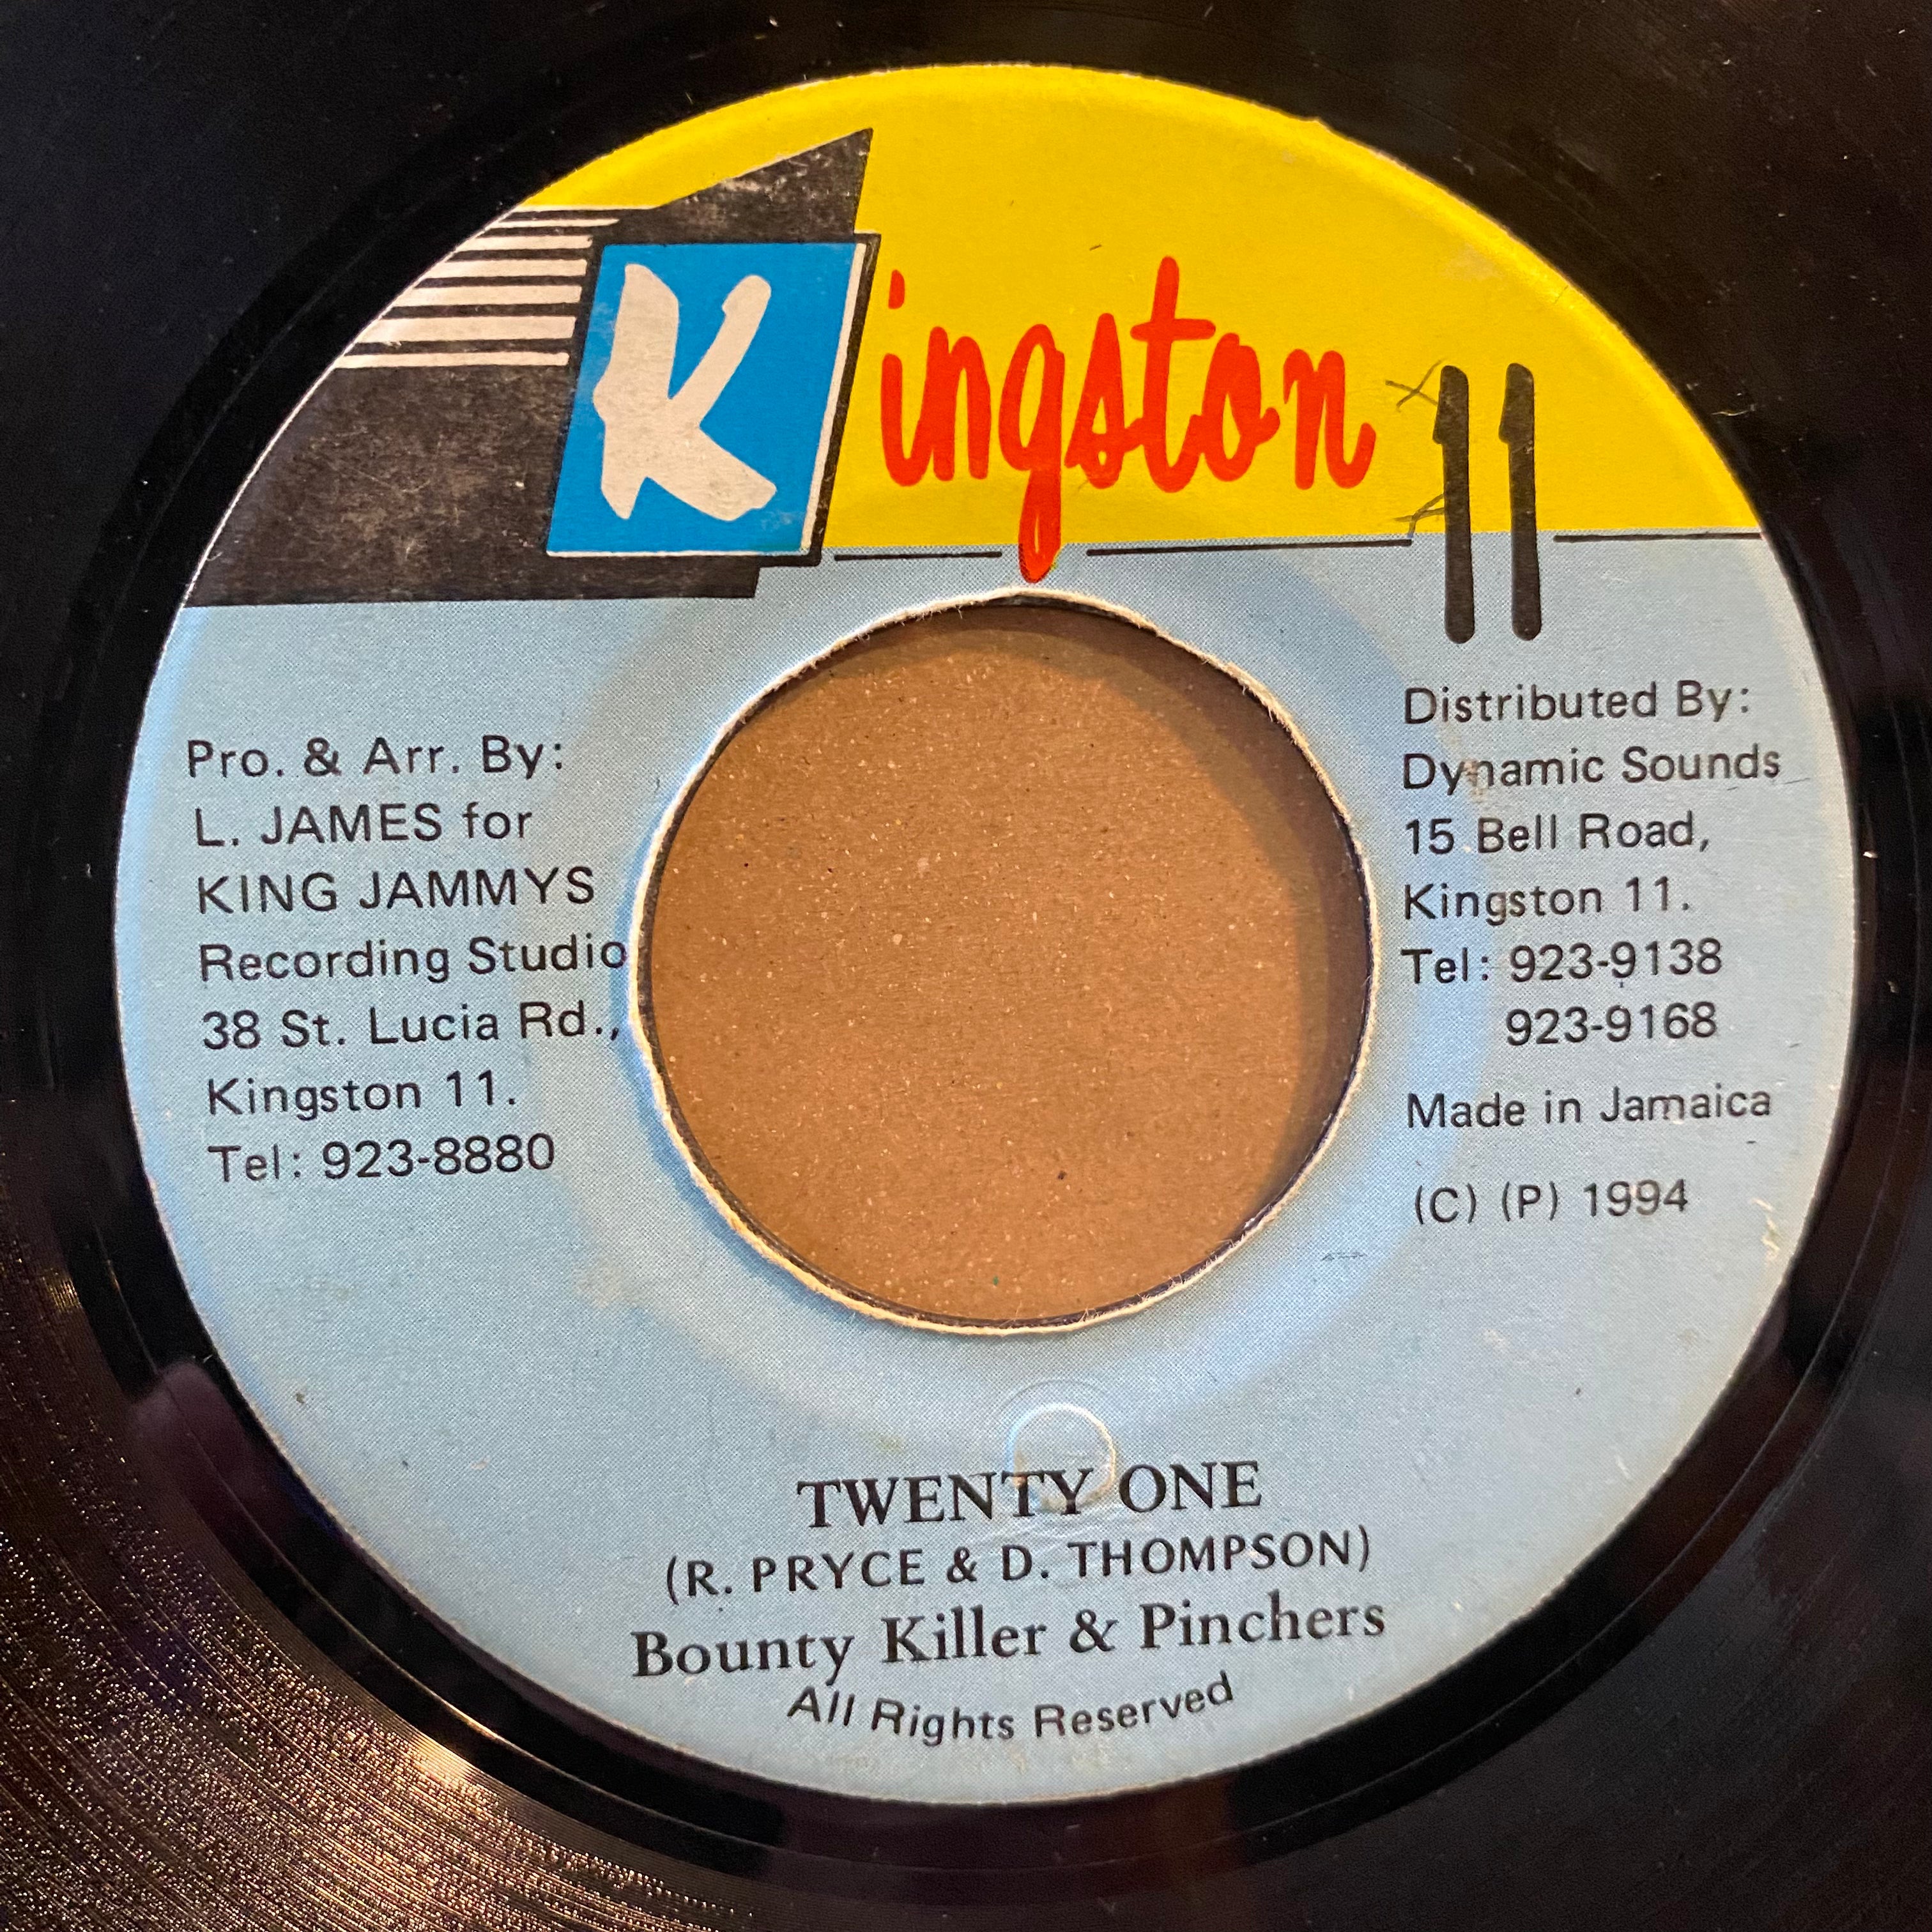 Kingston 11
Pro. & Arr. By:
L. JAMES for
KING JAMMYS
Recording Studio
38 St. Lucia Rd.,
Kingston 11.
Tel: 923-8880
Distributed By:
Dynamic Sounds
15 Bell Road,
Kingston 11.
Tel: 923-9138
923-9168
Made in Jamaica
(C) (P) 1994
TWENTY ONE
(R. PRYCE & D. THOMPSON)
Bounty Killer & Pinchers
All Rights Reserved